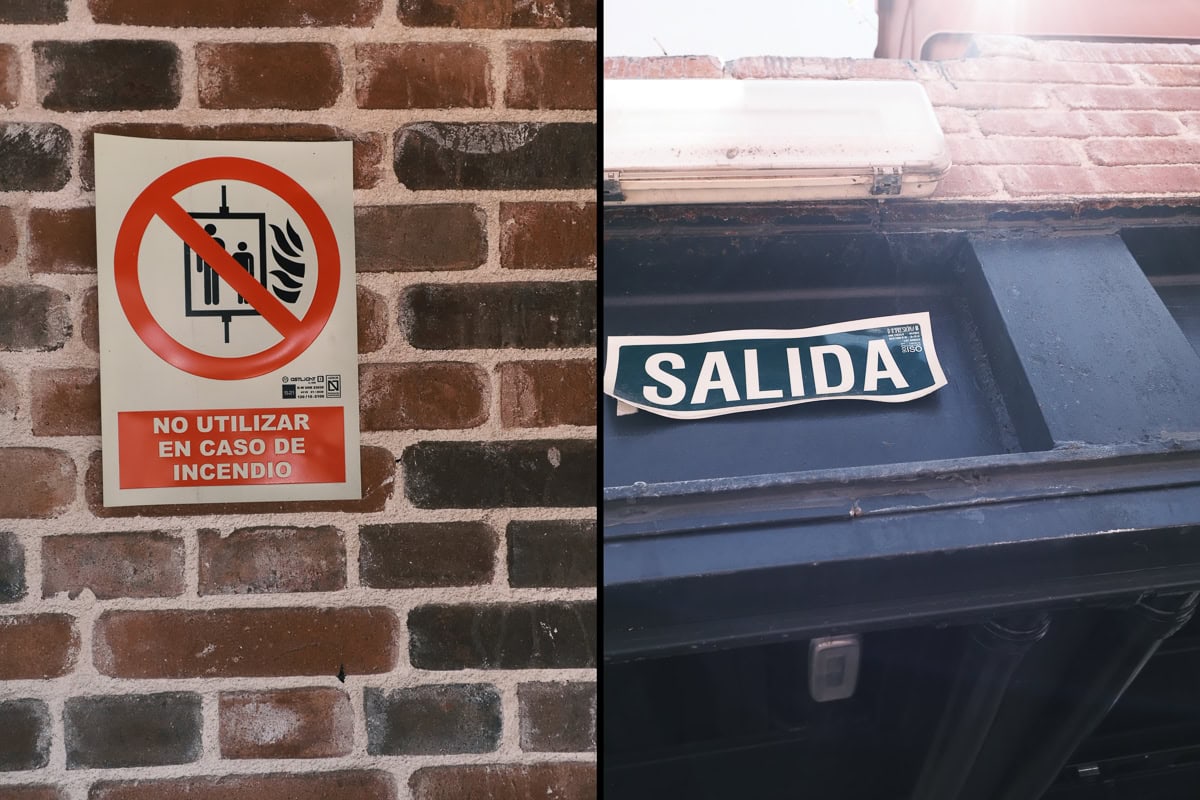 NO UTILIZAR
EN CASO DE
INCENDIO
SALIDA